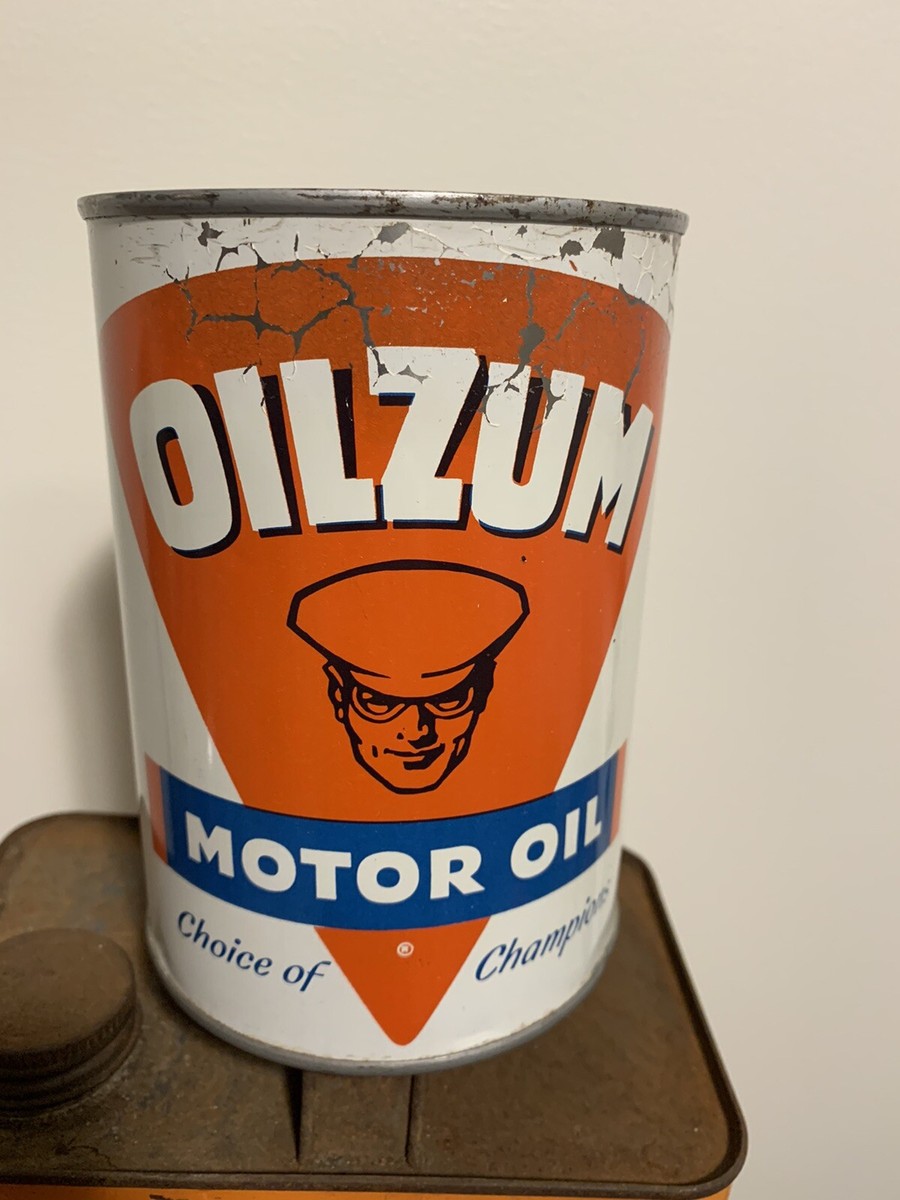 OILZUM
MOTOR OIL
Choice of Champions
®